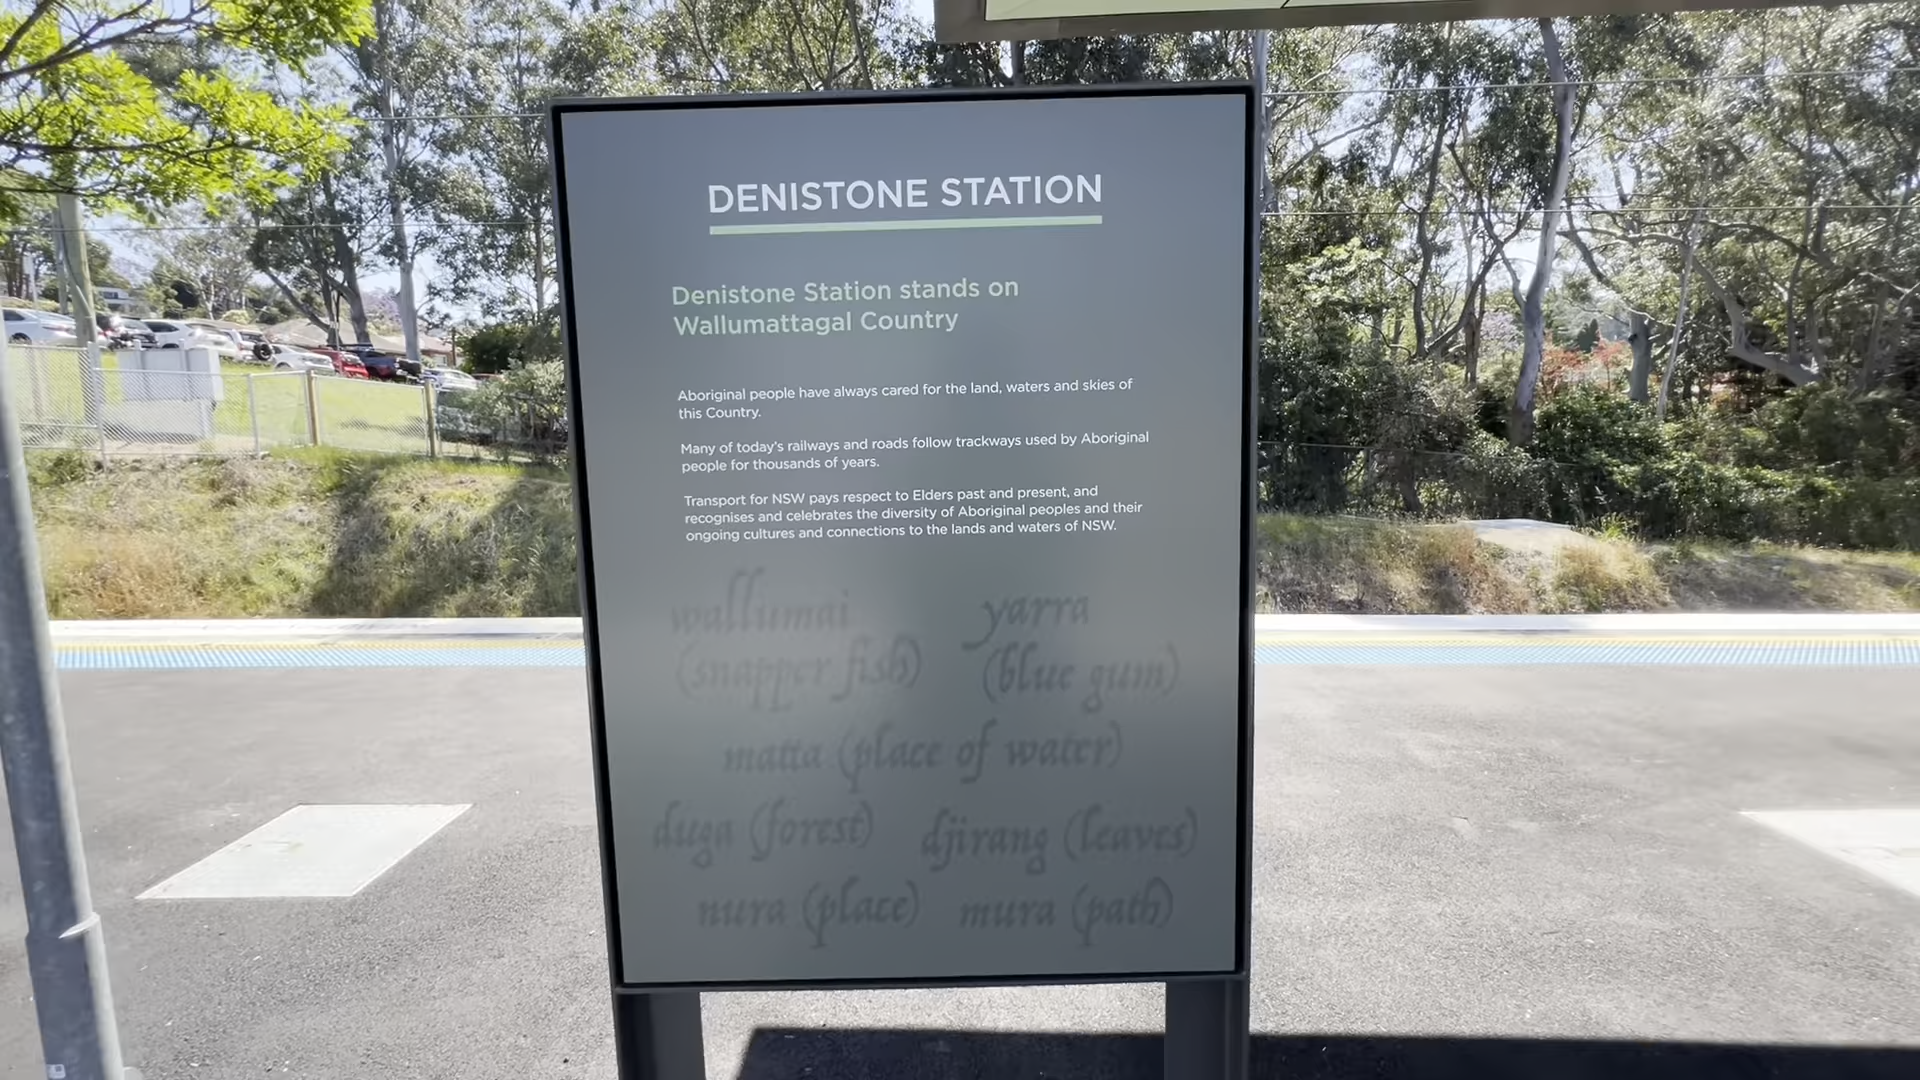 DENISTONE STATION
Denistone Station stands on
Wallumattagal Country
Aboriginal people have always cared for the land, waters and skies of
this Country.
Many of today's railways and roads follow trackways used by Aboriginal
people for thousands of years.
Transport for NSW pays respect to Elders past and present, and
recognises and celebrates the diversity of Aboriginal peoples and their
ongoing cultures and connections to the lands and waters of NSW.
wallumai yarra
(snapper fish) (blue gum)
matta (place of water)
duga (forest) djirang (leaves)
nura (place) mura (path)